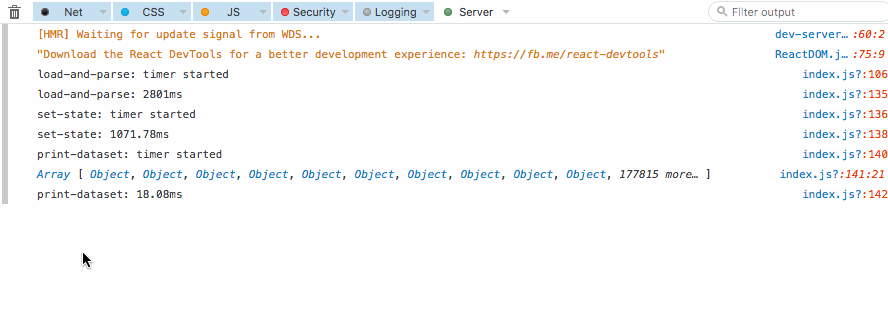 Net CSS JS Security Logging Server Filter output
[HMR] Waiting for update signal from WDS... dev-server… :60:2
"Download the React DevTools for a better development experience: https://fb.me/react-devtools" ReactDOM.j… :75:9
load-and-parse: timer started index.js?:106
load-and-parse: 2801ms index.js?:135
set-state: timer started index.js?:136
set-state: 1071.78ms index.js?:138
print-dataset: timer started index.js?:140
Array [ Object, Object, Object, Object, Object, Object, Object, Object, Object, Object, 177815 more… ] index.js?:141:21
print-dataset: 18.08ms index.js?:142